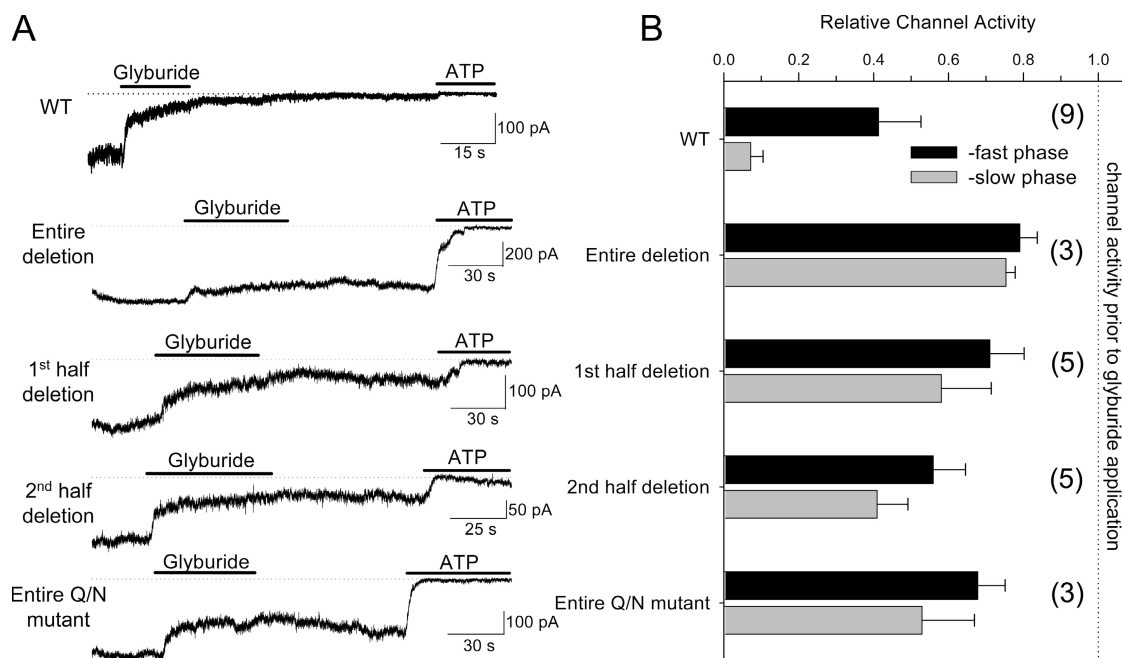 A
Glyburide
ATP
WT
100 pA
15 s
Glyburide
ATP
Entire
deletion
200 pA
30 s
Glyburide
ATP
1st half
deletion
100 pA
30 s
Glyburide
ATP
2nd half
deletion
50 pA
25 s
Glyburide
ATP
Entire Q/N
mutant
100 pA
30 s
B
Relative Channel Activity
0.0 0.2 0.4 0.6 0.8 1.0
WT
(9)
-fast phase
-slow phase
Entire deletion
(3)
1st half deletion
(5)
2nd half deletion
(5)
Entire Q/N mutant
(3)
channel activity prior to glyburide application